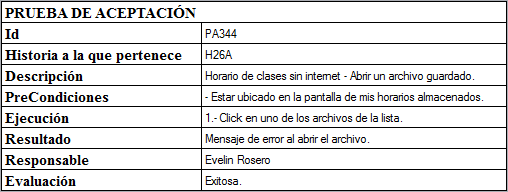 PRUEBA DE ACEPTACIÓN
Id PA344
Historia a la que pertenece H26A
Descripción Horario de clases sin internet - Abrir un archivo guardado.
PreCondiciones - Estar ubicado en la pantalla de mis horarios almacenados.
Ejecución 1.- Click en uno de los archivos de la lista.
Resultado Mensaje de error al abrir el archivo.
Responsable Evelin Rosero
Evaluación Exitosa.